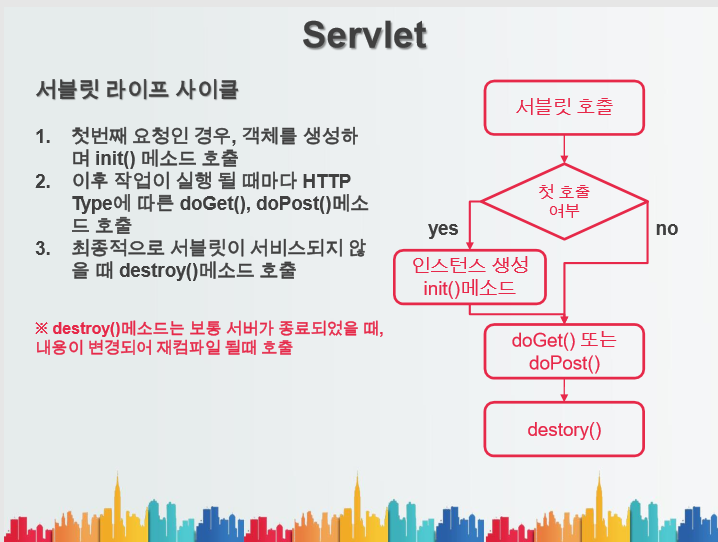 Servlet
서블릿 라이프 사이클
1. 첫번째 요청인 경우, 객체를 생성하
며 init() 메소드 호출
2. 이후 작업이 실행 될 때마다 HTTP
Type에 따른 doGet(), doPost()메소
드 호출
3. 최종적으로 서블릿이 서비스되지 않
을 때 destroy()메소드 호출
※ destroy()메소드는 보통 서버가 종료되었을 때,
내용이 변경되어 재컴파일 될때 호출
서블릿 호출
첫 호출
여부
yes
no
인스턴스 생성
init()메소드
doGet() 또는
doPost()
destory()